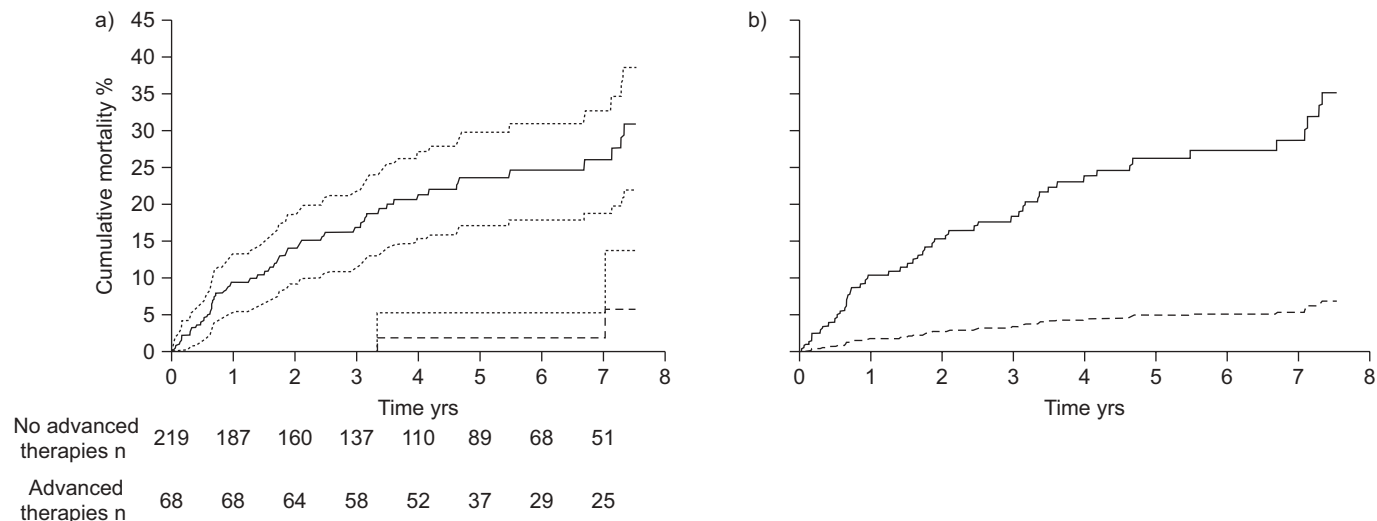 a)
Cumulative mortality %
45
40
35
30
25
20
15
10
5
0
0 1 2 3 4 5 6 7 8
Time yrs
No advanced
therapies n
219 187 160 137 110 89 68 51
Advanced
therapies n
68 68 64 58 52 37 29 25
b)
0 1 2 3 4 5 6 7 8
Time yrs